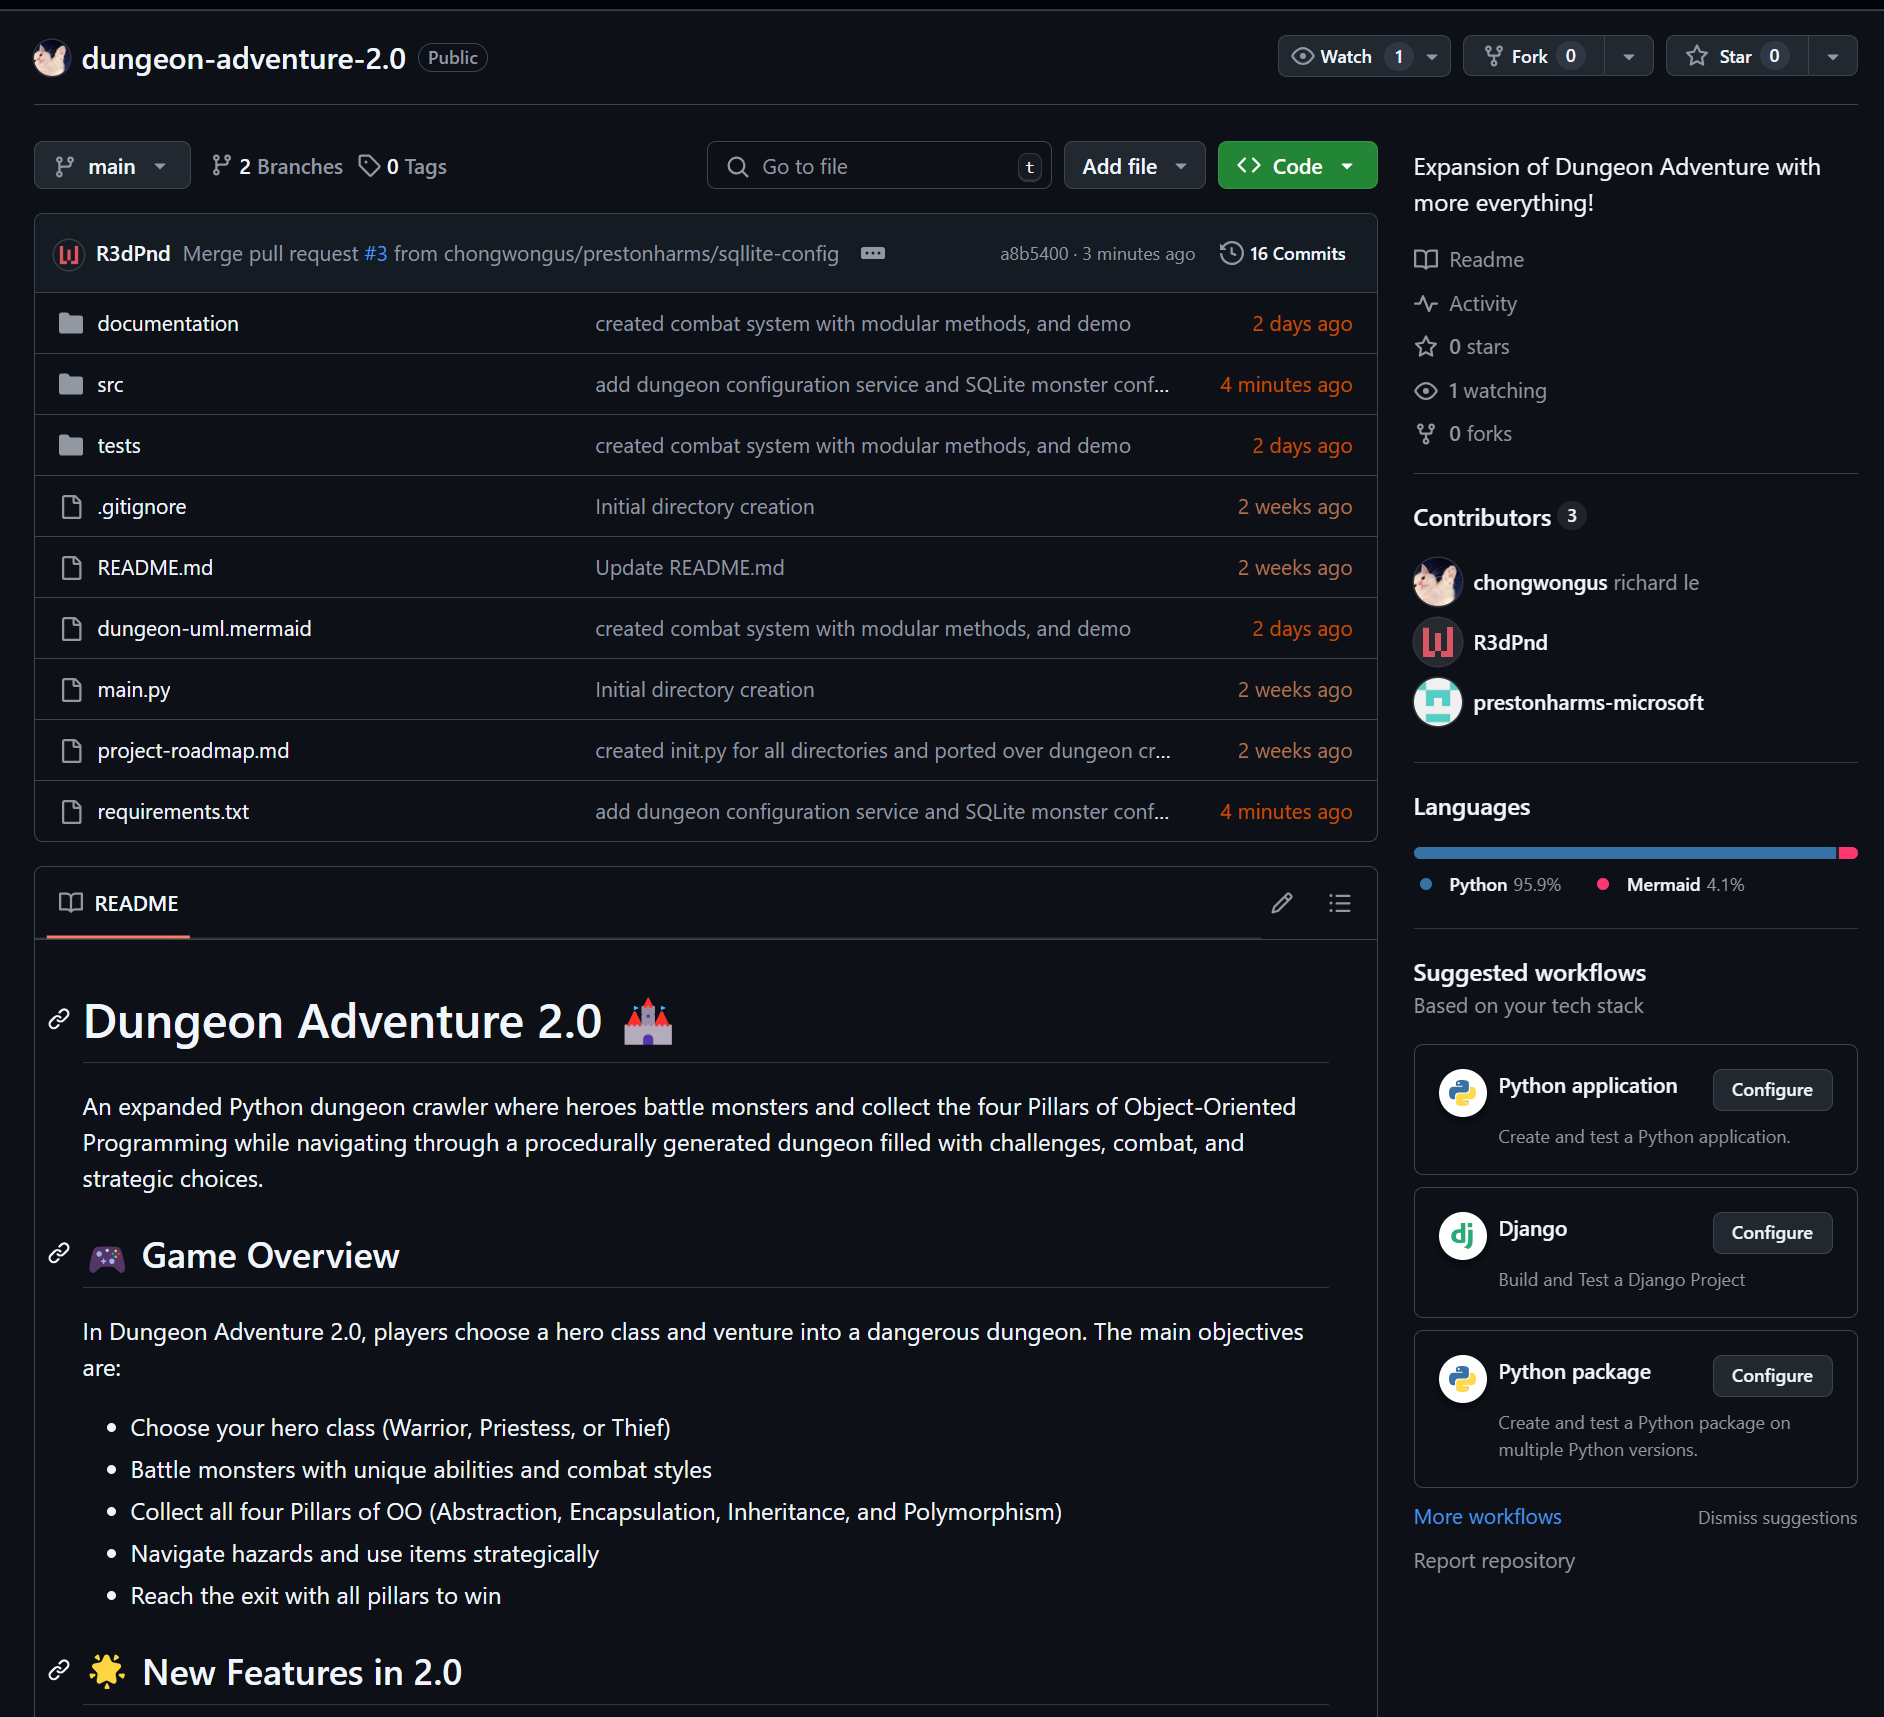 dungeon-adventure-2.0 Public
Watch 1
Fork 0
Star 0
main
2 Branches
0 Tags
Go to file t
Add file
Code
R3dPnd Merge pull request #3 from chongwongus/prestonharms/sqllite-config a8b5400 · 3 minutes ago 16 Commits
documentation created combat system with modular methods, and demo 2 days ago
src add dungeon configuration service and SQLite monster conf... 4 minutes ago
tests created combat system with modular methods, and demo 2 days ago
.gitignore Initial directory creation 2 weeks ago
README.md Update README.md 2 weeks ago
dungeon-uml.mermaid created combat system with modular methods, and demo 2 days ago
main.py Initial directory creation 2 weeks ago
project-roadmap.md created init.py for all directories and ported over dungeon cr... 2 weeks ago
requirements.txt add dungeon configuration service and SQLite monster conf... 4 minutes ago
README
Dungeon Adventure 2.0
An expanded Python dungeon crawler where heroes battle monsters and collect the four Pillars of Object-Oriented
Programming while navigating through a procedurally generated dungeon filled with challenges, combat, and
strategic choices.
Game Overview
In Dungeon Adventure 2.0, players choose a hero class and venture into a dangerous dungeon. The main objectives
are:
Choose your hero class (Warrior, Priestess, or Thief)
Battle monsters with unique abilities and combat styles
Collect all four Pillars of OO (Abstraction, Encapsulation, Inheritance, and Polymorphism)
Navigate hazards and use items strategically
Reach the exit with all pillars to win
New Features in 2.0
Expansion of Dungeon Adventure with
more everything!
Readme
Activity
0 stars
1 watching
0 forks
Contributors 3
chongwongus richard le
R3dPnd
prestonharms-microsoft
Languages
Python 95.9% Mermaid 4.1%
Suggested workflows
Based on your tech stack
Python application Configure
Create and test a Python application.
dj Django Configure
Build and Test a Django Project
Python package Configure
Create and test a Python package on
multiple Python versions.
More workflows Dismiss suggestions
Report repository